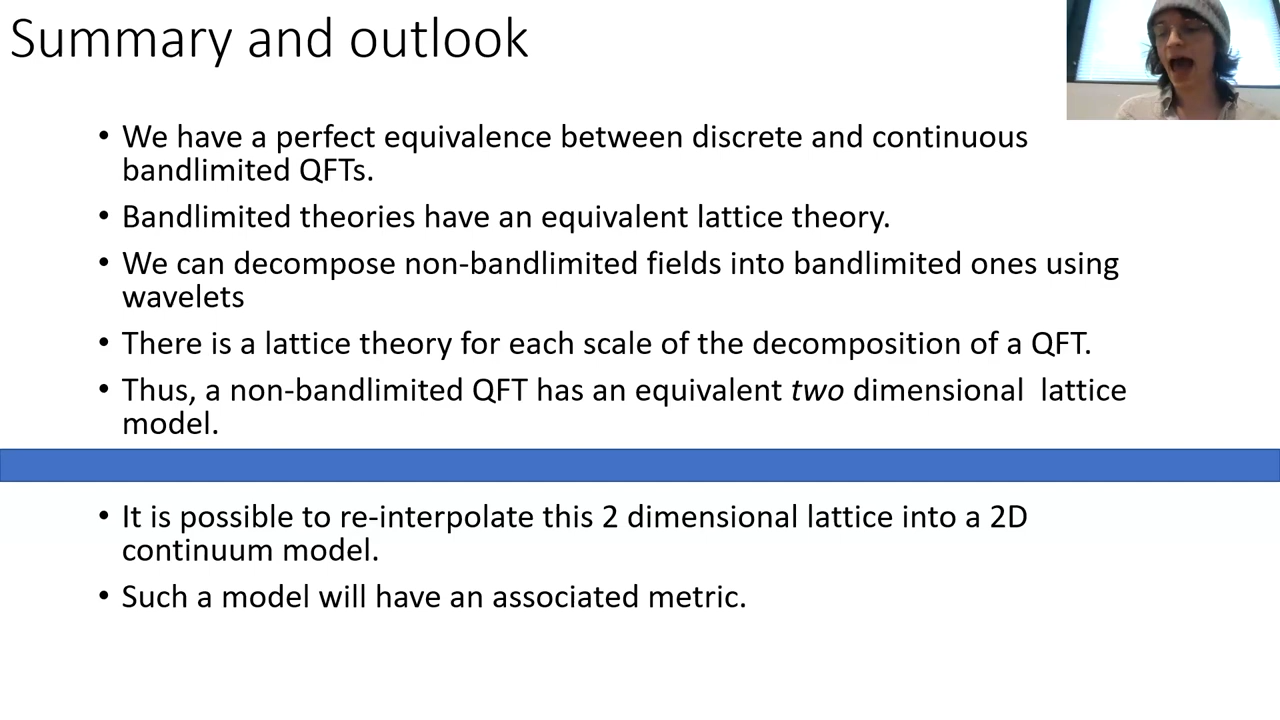 Summary and outlook
• We have a perfect equivalence between discrete and continuous
bandlimited QFTs.
• Bandlimited theories have an equivalent lattice theory.
• We can decompose non-bandlimited fields into bandlimited ones using
wavelets
• There is a lattice theory for each scale of the decomposition of a QFT.
• Thus, a non-bandlimited QFT has an equivalent two dimensional  lattice
model.
• It is possible to re-interpolate this 2 dimensional lattice into a 2D
continuum model.
• Such a model will have an associated metric.